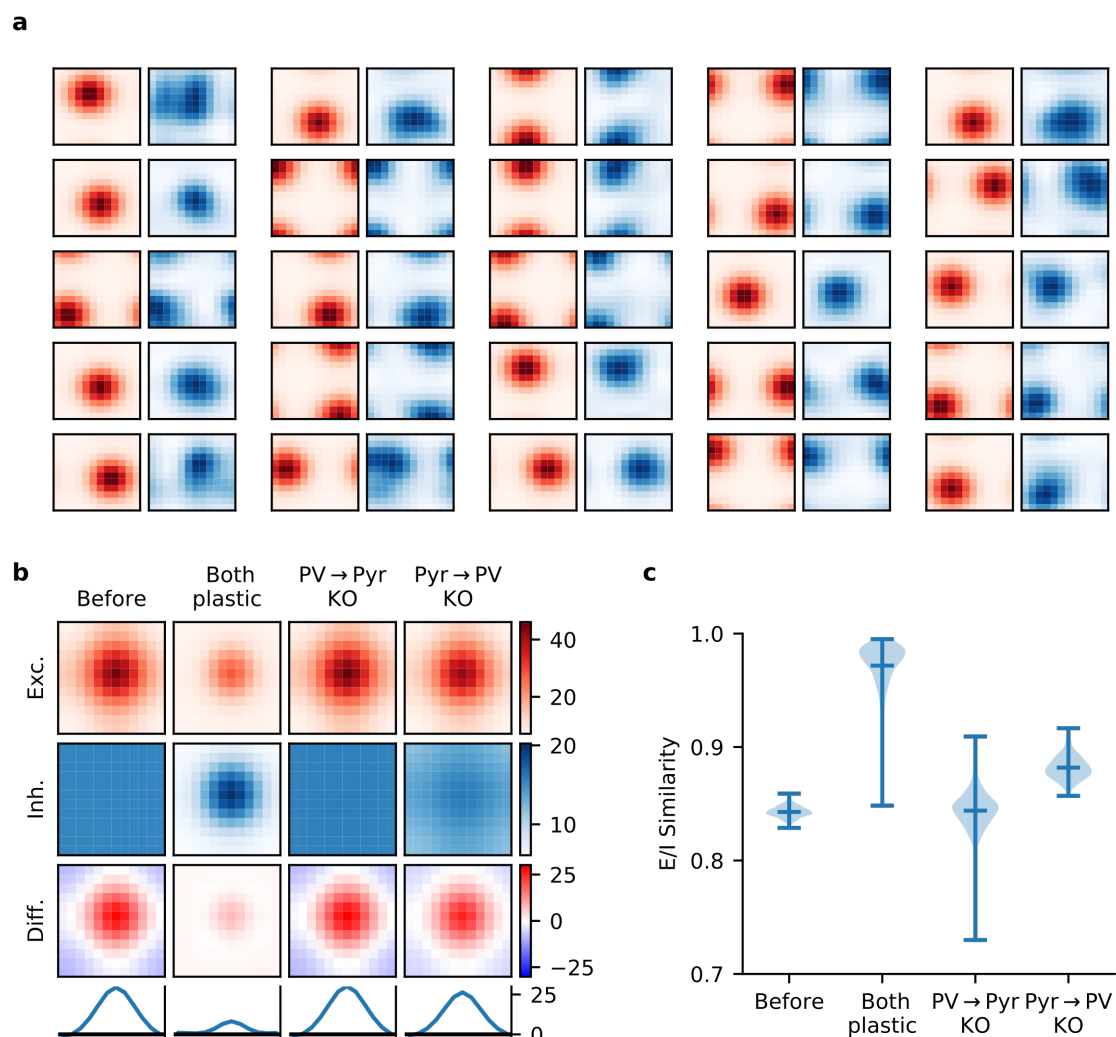 a
b
Before
Both
plastic
PV→Pyr
KO
Pyr→PV
KO
Exc.
40
20
Inh.
20
10
Diff.
25
0
−25
25
0
c
E/I Similarity
1.0
0.9
0.8
0.7
Before
Both
plastic
PV→Pyr
KO
Pyr→PV
KO